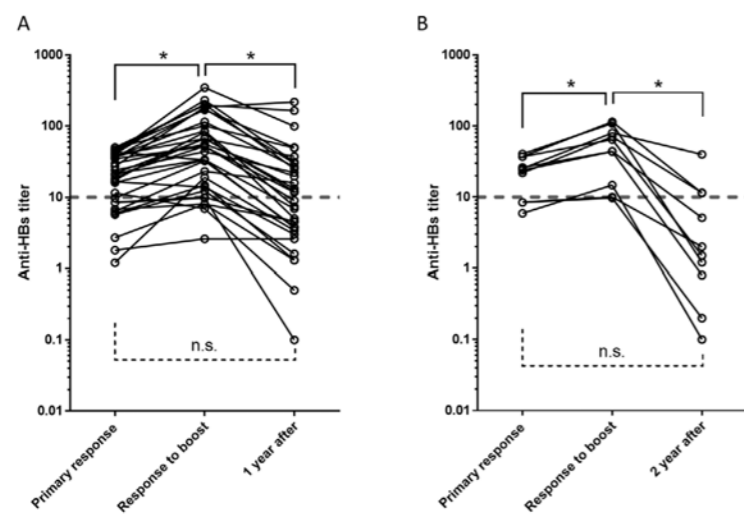 A
1000
100
10
1
0.1
0.01
Anti-HBs titer
*
*
n.s.
Primary response
Response to boost
1 year after
B
1000
100
10
1
0.1
0.01
Anti-HBs titer
*
*
n.s.
Primary response
Response to boost
2 year after